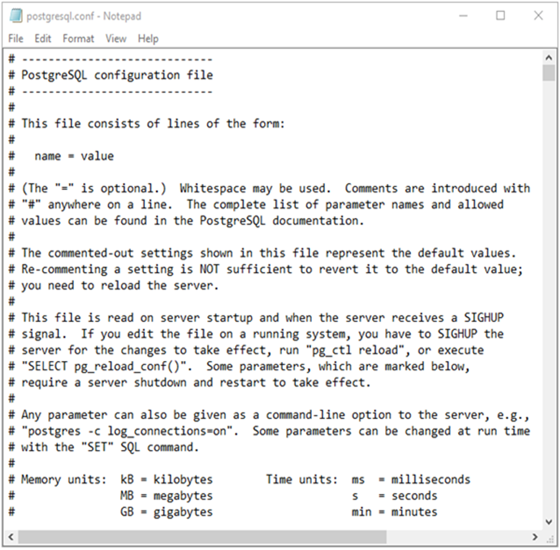 postgresql.conf - Notepad
File Edit Format View Help
# -----------------------------
# PostgreSQL configuration file
# -----------------------------
#
# This file consists of lines of the form:
#
#   name = value
#
# (The "=" is optional.)  Whitespace may be used.  Comments are introduced with
# "#" anywhere on a line.  The complete list of parameter names and allowed
# values can be found in the PostgreSQL documentation.
#
# The commented-out settings shown in this file represent the default values.
# Re-commenting a setting is NOT sufficient to revert it to the default value;
# you need to reload the server.
#
# This file is read on server startup and when the server receives a SIGHUP
# signal.  If you edit the file on a running system, you have to SIGHUP the
# server for the changes to take effect, run "pg_ctl reload", or execute
# "SELECT pg_reload_conf()".  Some parameters, which are marked below,
# require a server shutdown and restart to take effect.
#
# Any parameter can also be given as a command-line option to the server, e.g.,
# "postgres -c log_connections=on".  Some parameters can be changed at run time
# with the "SET" SQL command.
#
# Memory units:  kB = kilobytes        Time units:  ms  = milliseconds
#                MB = megabytes                     s   = seconds
#                GB = gigabytes                     min = minutes